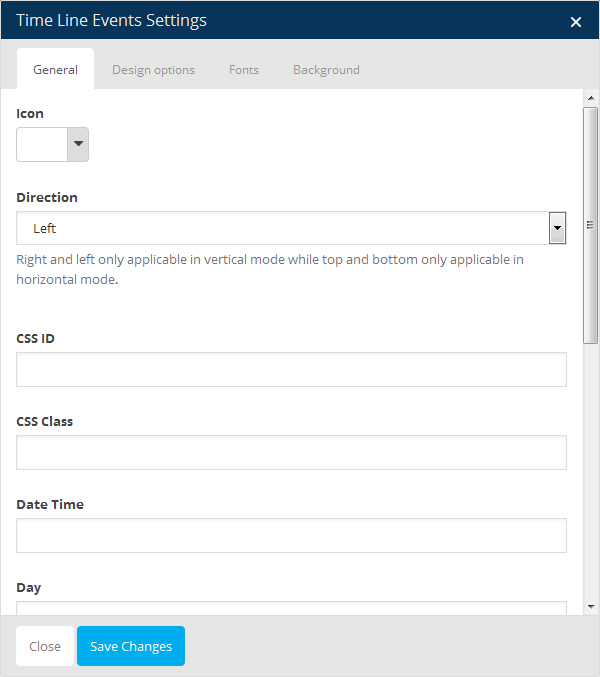 Time Line Events Settings
General Design options Fonts Background
Icon
Direction
Left
Right and left only applicable in vertical mode while top and bottom only applicable in
horizontal mode.
CSS ID
CSS Class
Date Time
Day
Close Save Changes